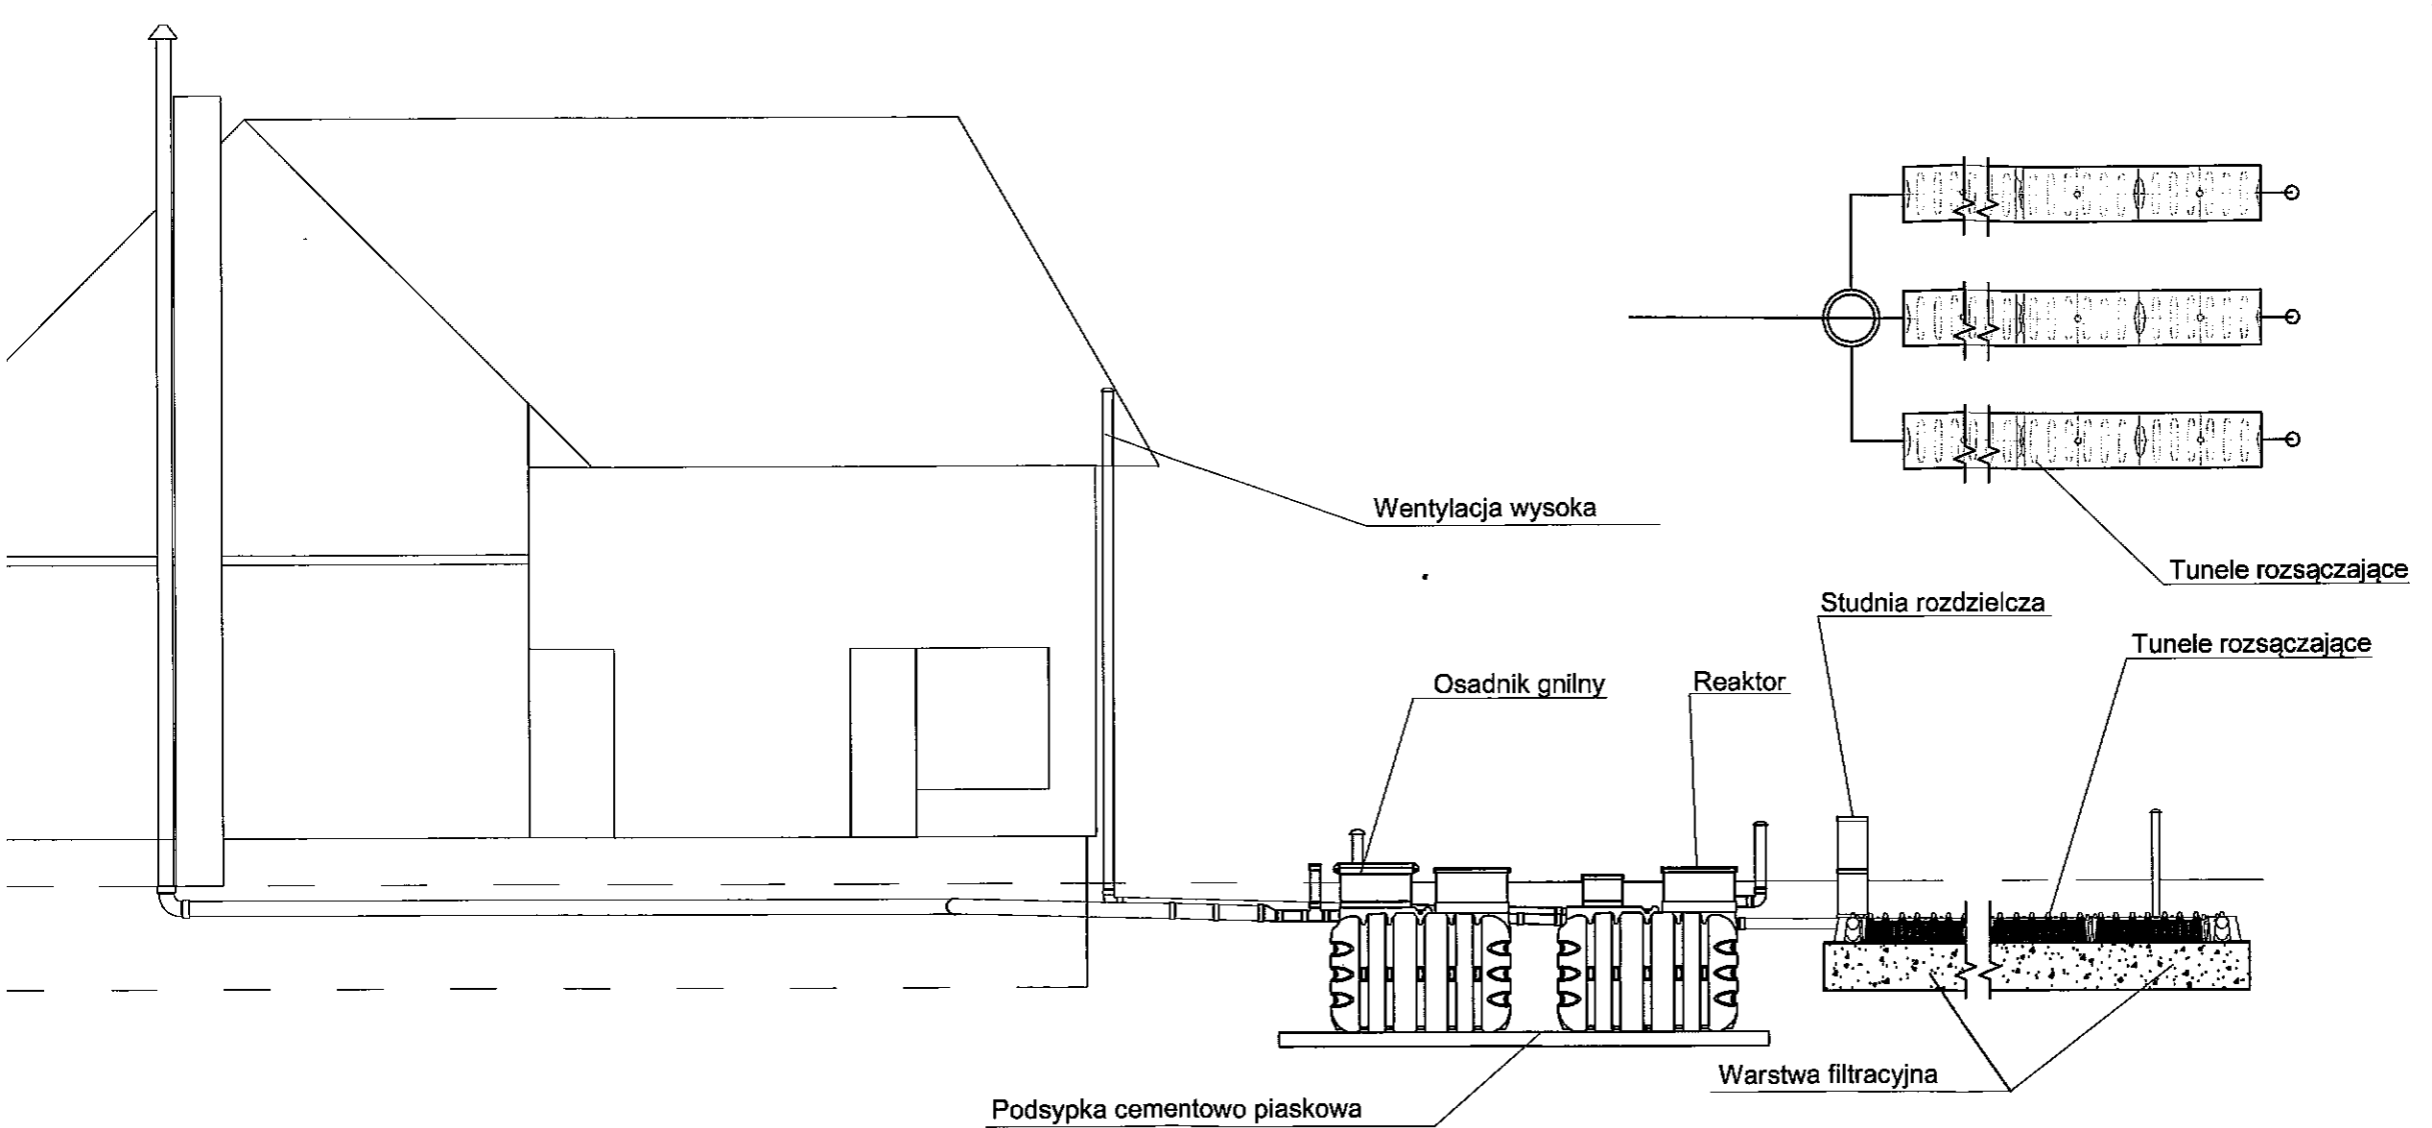 Wentylacja wysoka
Tunele rozsączające
Studnia rozdzielcza
Tunele rozsączające
Osadnik gnilny
Reaktor
Warstwa filtracyjna
Podsypka cementowo piaskowa